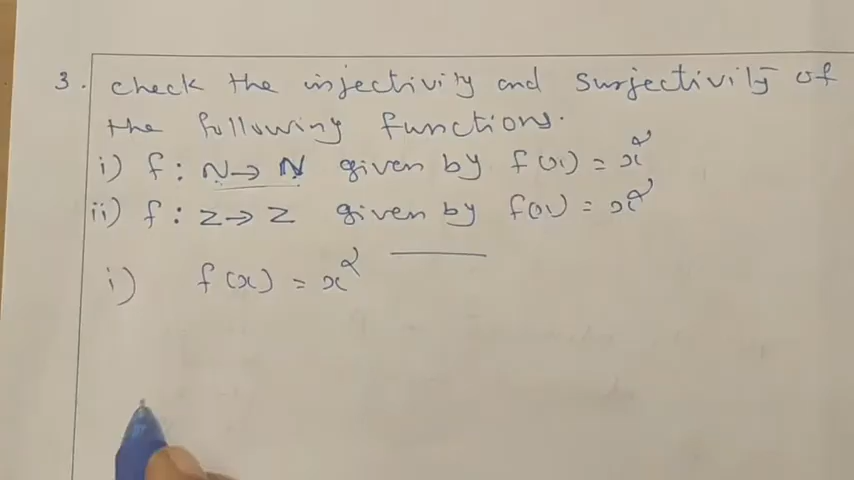 3. check the injectivity and surjectivity of
the following functions.
i) f : N → N given by f(x) = x²
ii) f : Z → Z given by f(x) = x²
i) f(x) = x²